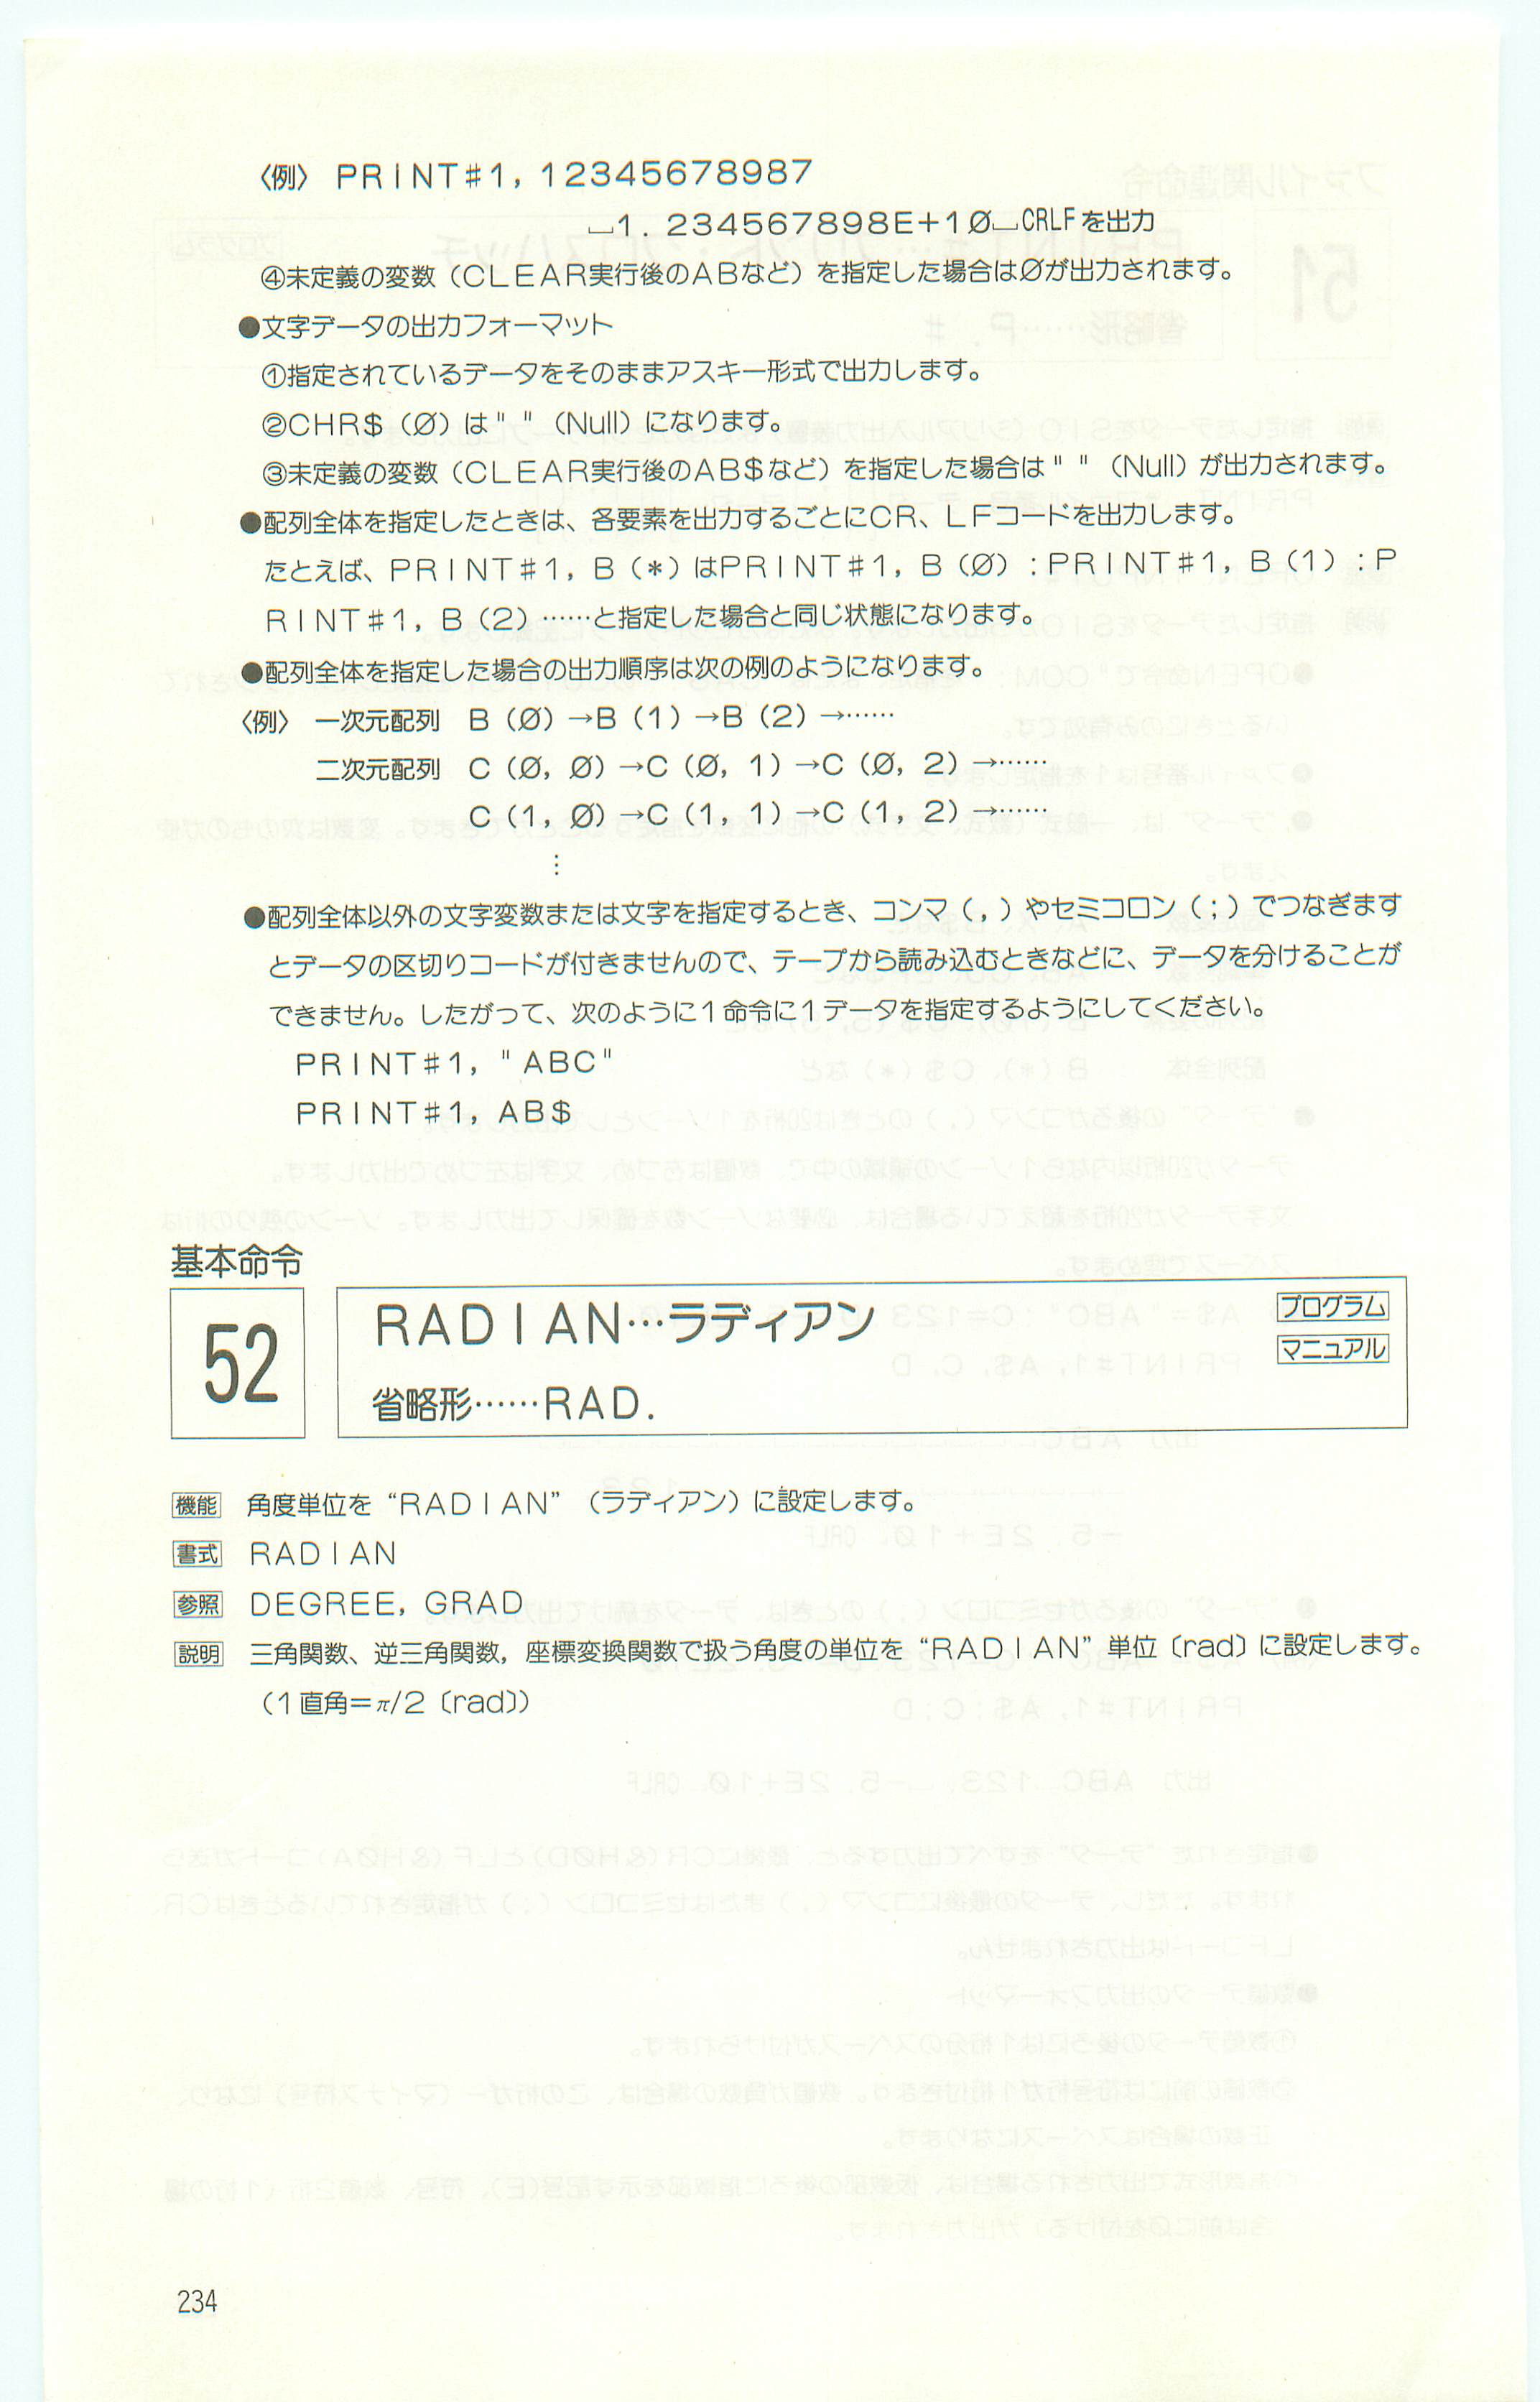 〈例〉 PRINT#1, 12345678987
⎵1. 234567898E+1Ø⎵CRLFを出力
④未定義の変数（CLEAR実行後のABなど）を指定した場合はØが出力されます。
●文字データの出力フォーマット
①指定されているデータをそのままアスキー形式で出力します。
②CHR$（Ø）は" "（Null）になります。
③未定義の変数（CLEAR実行後のAB$など）を指定した場合は" "（Null）が出力されます。
●配列全体を指定したときは、各要素を出力するごとにCR、LFコードを出力します。
たとえば、PRINT#1, B（*）はPRINT#1, B（Ø）：PRINT#1, B（1）：P
RINT#1, B（2）……と指定した場合と同じ状態になります。
●配列全体を指定した場合の出力順序は次の例のようになります。
〈例〉 一次元配列 B（Ø）→B（1）→B（2）→……
二次元配列 C（Ø, Ø）→C（Ø, 1）→C（Ø, 2）→……
C（1, Ø）→C（1, 1）→C（1, 2）→……
⋮
●配列全体以外の文字変数または文字を指定するとき、コンマ（，）やセミコロン（；）でつなぎます
とデータの区切りコードが付きませんので、テープから読み込むときなどに、データを分けることが
できません。したがって、次のように1命令に1データを指定するようにしてください。
PRINT#1, "ABC"
PRINT#1, AB$
基本命令
52
RADIAN…ラディアン
プログラム
マニュアル
省略形……RAD.
機能 角度単位を“RADIAN”（ラディアン）に設定します。
書式 RADIAN
参照 DEGREE, GRAD
説明 三角関数、逆三角関数，座標変換関数で扱う角度の単位を“RADIAN”単位〔rad〕に設定します。
（1直角＝π/2〔rad〕）
234